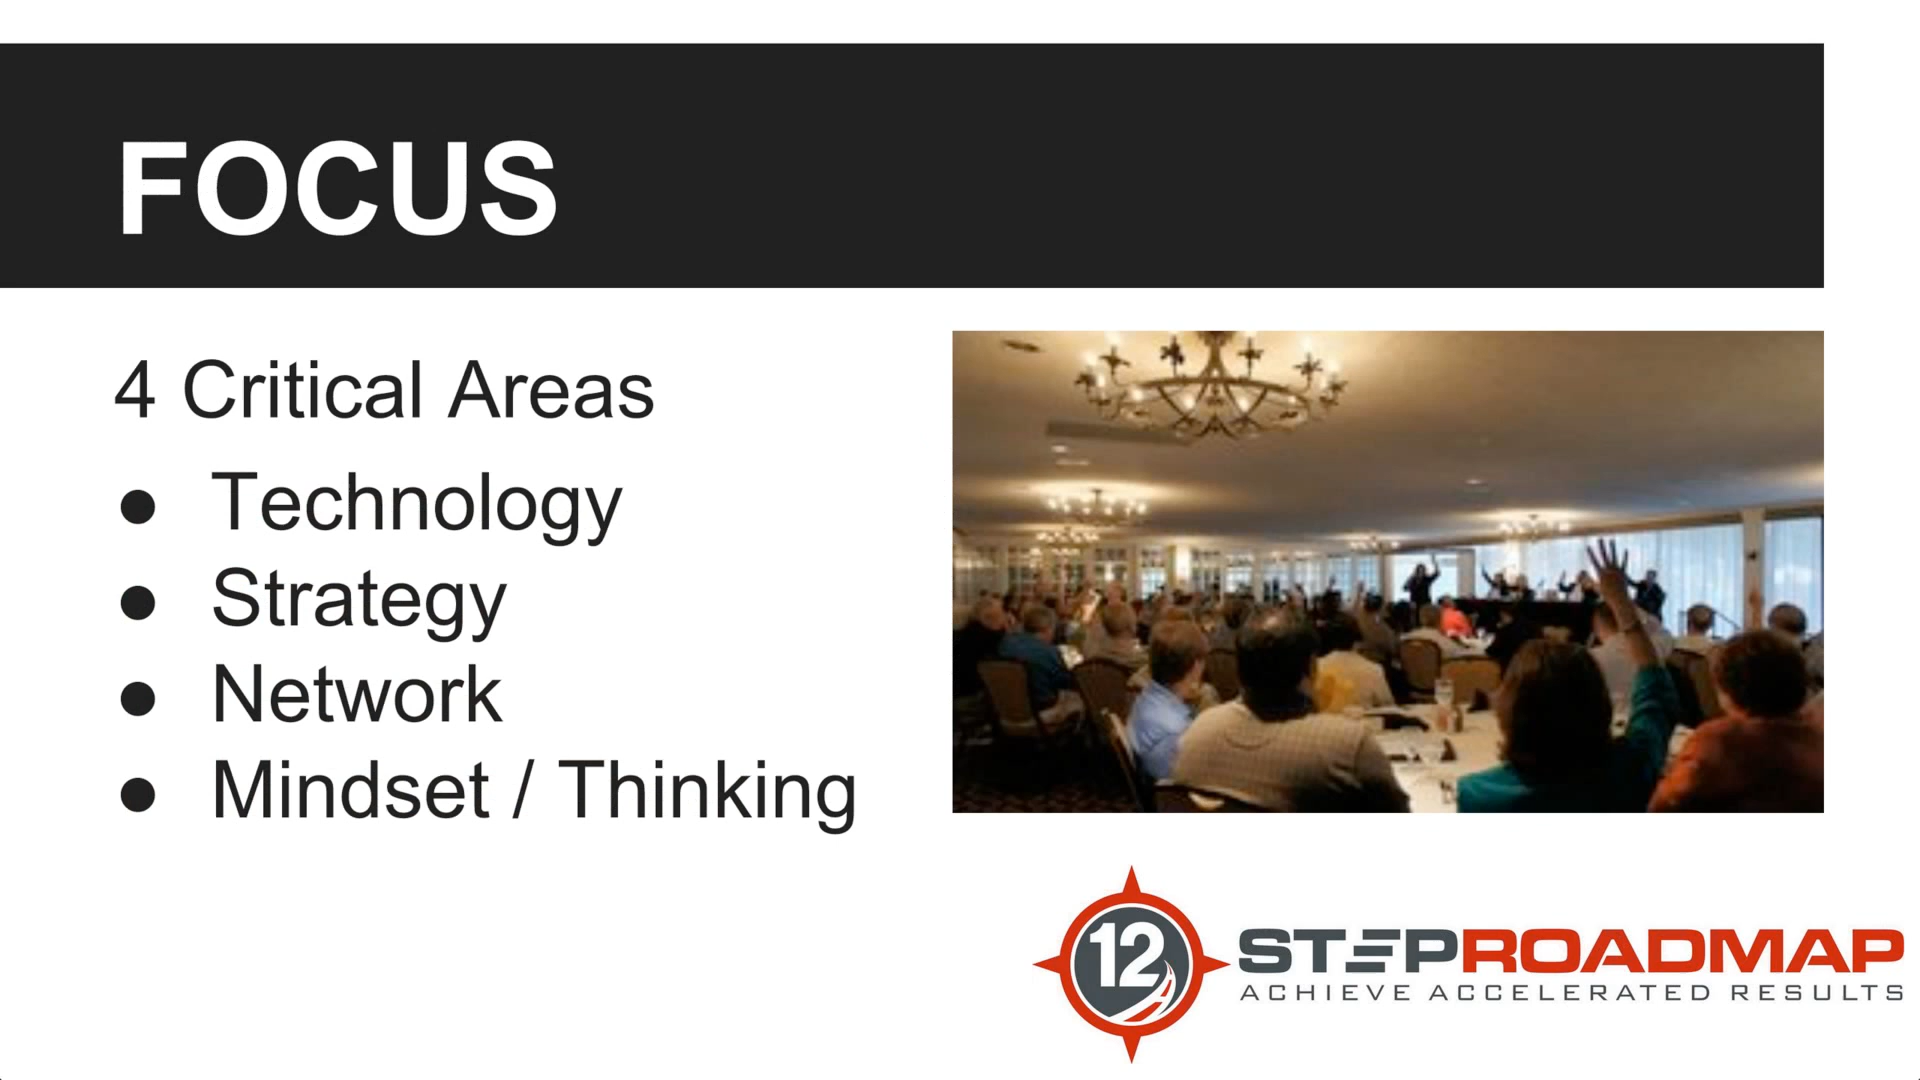 FOCUS
4 Critical Areas
● Technology
● Strategy
● Network
● Mindset / Thinking
12 STEPROADMAP
ACHIEVE ACCELERATED RESULTS